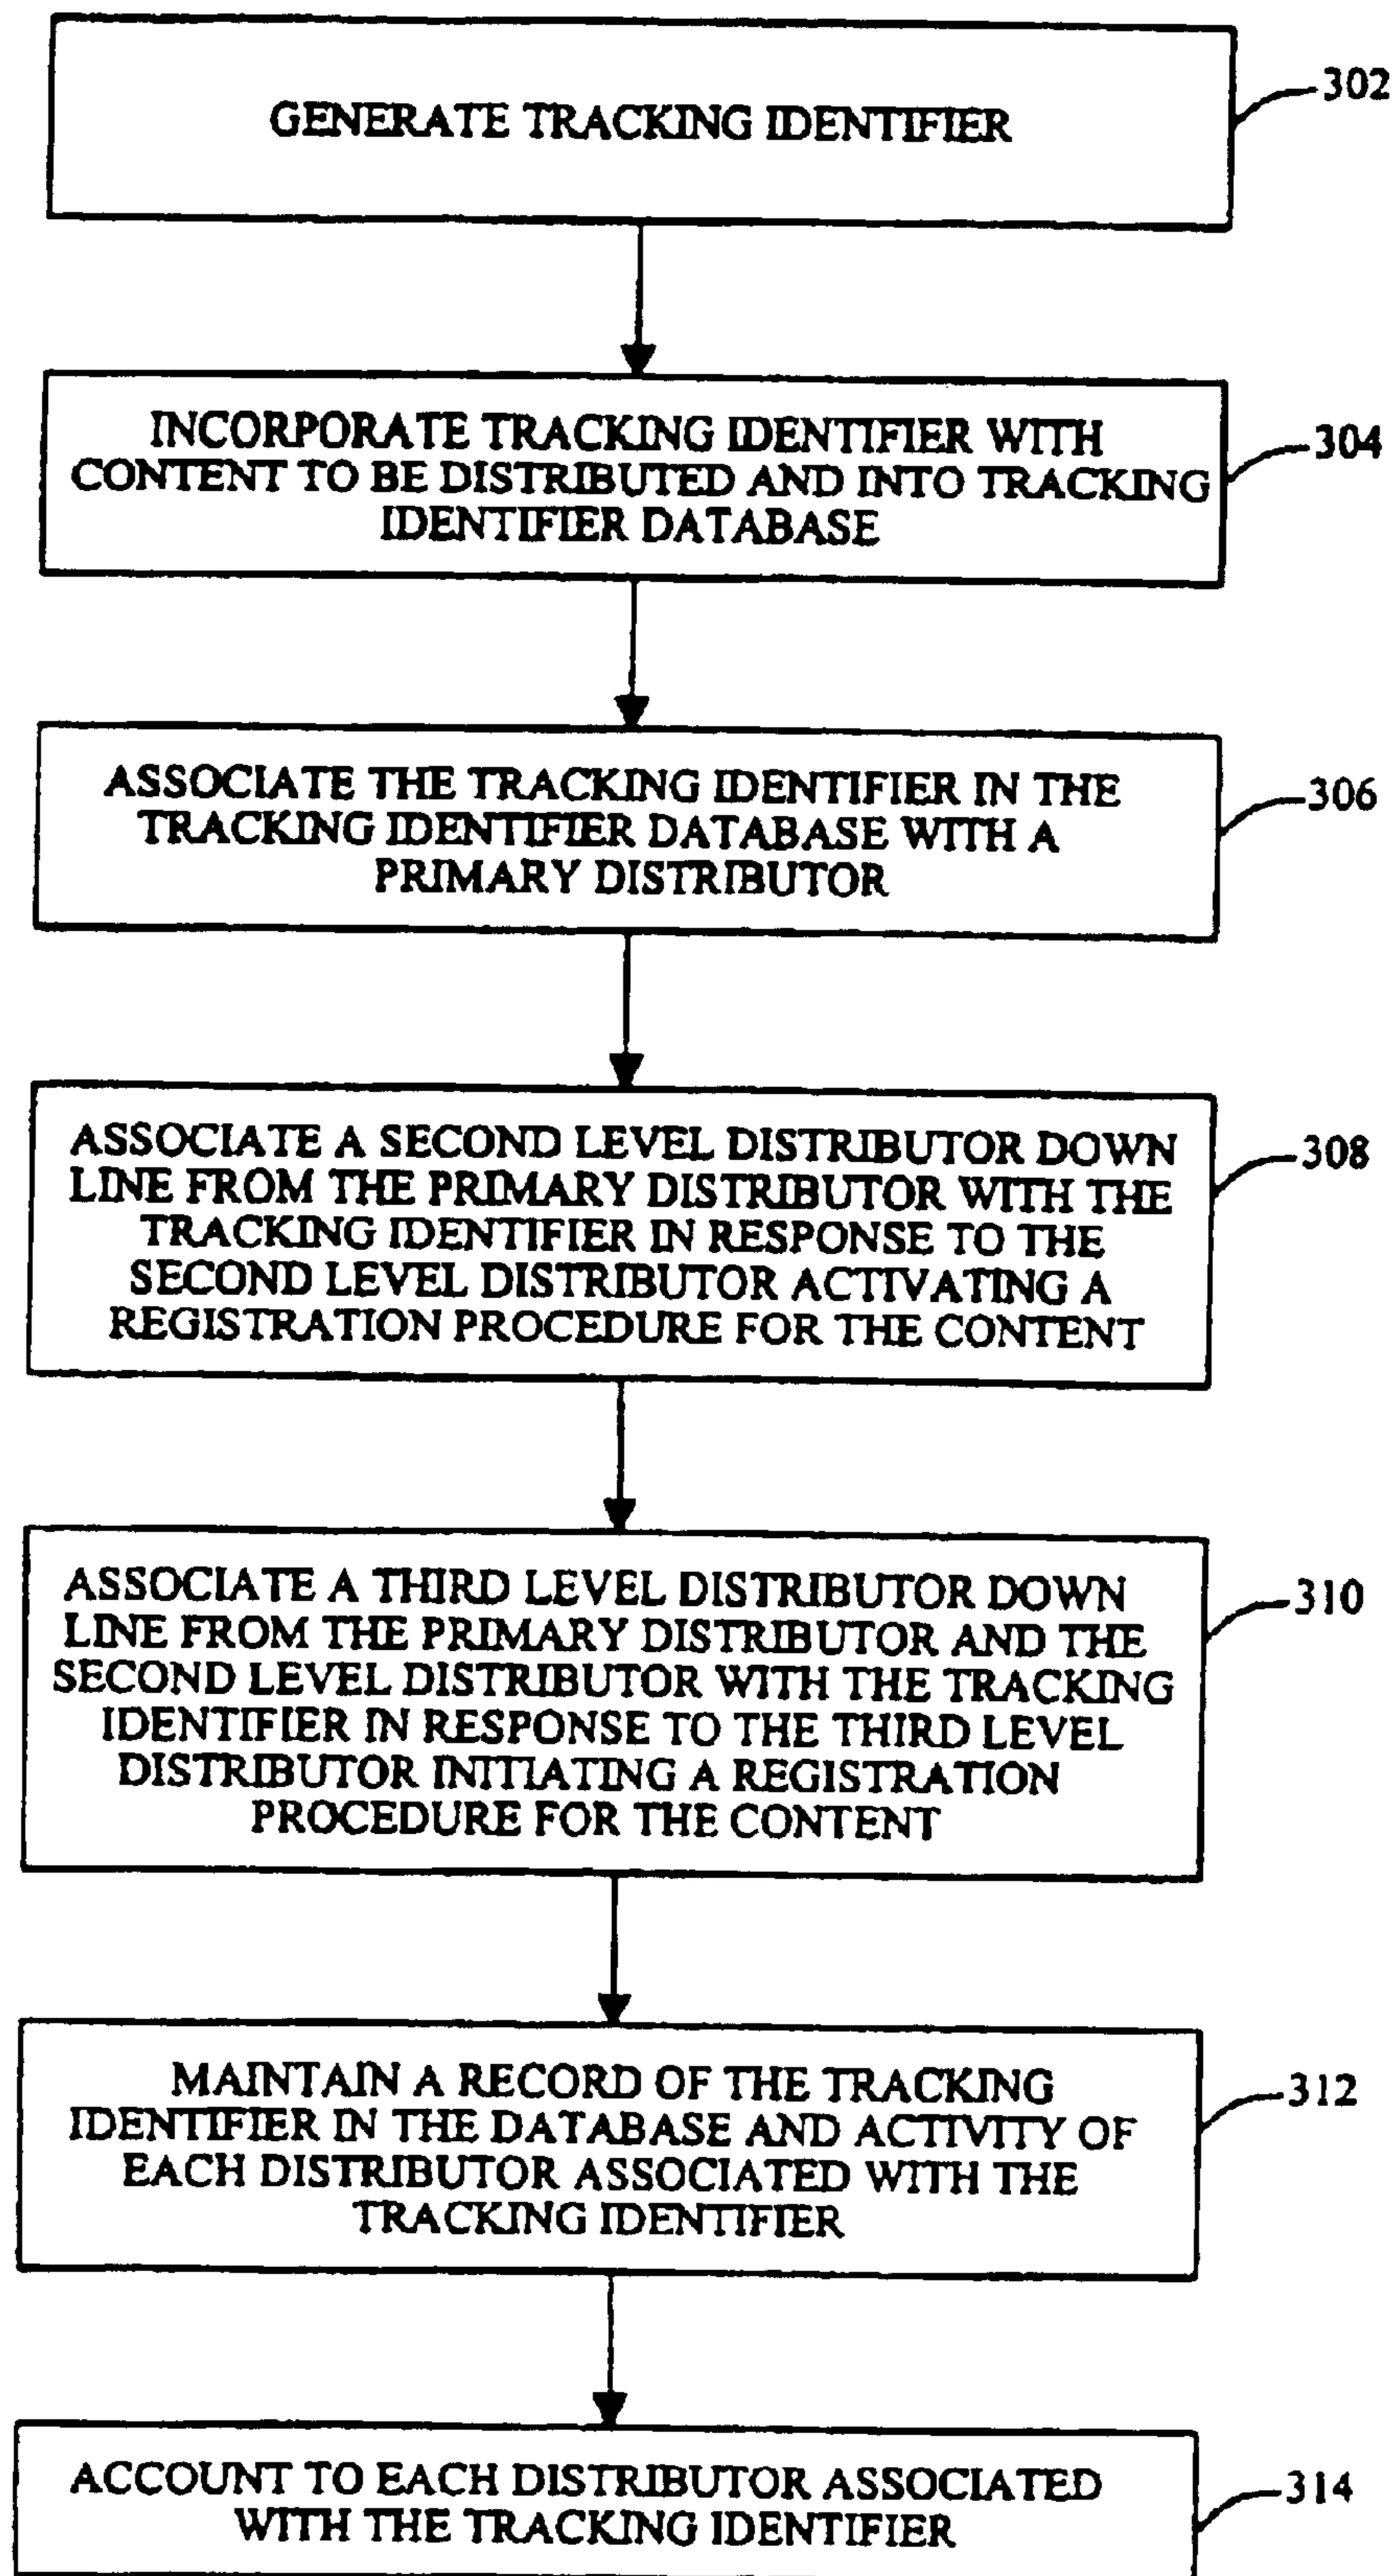 GENERATE TRACKING IDENTIFIER
302
INCORPORATE TRACKING IDENTIFIER WITH
CONTENT TO BE DISTRIBUTED AND INTO TRACKING
IDENTIFIER DATABASE
304
ASSOCIATE THE TRACKING IDENTIFIER IN THE
TRACKING IDENTIFIER DATABASE WITH A
PRIMARY DISTRIBUTOR
306
ASSOCIATE A SECOND LEVEL DISTRIBUTOR DOWN
LINE FROM THE PRIMARY DISTRIBUTOR WITH THE
TRACKING IDENTIFIER IN RESPONSE TO THE
SECOND LEVEL DISTRIBUTOR ACTIVATING A
REGISTRATION PROCEDURE FOR THE CONTENT
308
ASSOCIATE A THIRD LEVEL DISTRIBUTOR DOWN
LINE FROM THE PRIMARY DISTRIBUTOR AND THE
SECOND LEVEL DISTRIBUTOR WITH THE TRACKING
IDENTIFIER IN RESPONSE TO THE THIRD LEVEL
DISTRIBUTOR INITIATING A REGISTRATION
PROCEDURE FOR THE CONTENT
310
MAINTAIN A RECORD OF THE TRACKING
IDENTIFIER IN THE DATABASE AND ACTIVITY OF
EACH DISTRIBUTOR ASSOCIATED WITH THE
TRACKING IDENTIFIER
312
ACCOUNT TO EACH DISTRIBUTOR ASSOCIATED
WITH THE TRACKING IDENTIFIER
314